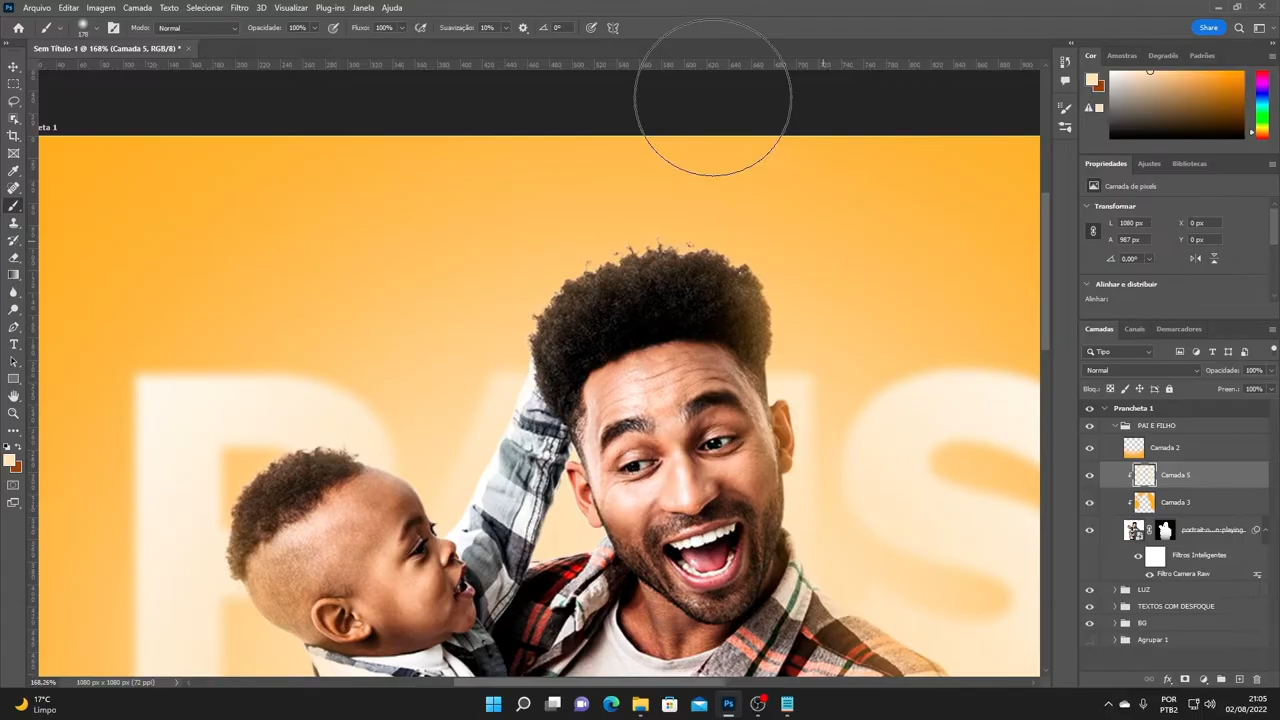 Arquivo Editar Imagem Camada Texto Selecionar Filtro 3D Visualizar Plug-ins Janela Ajuda
178 Modo: Normal Opacidade: 100% Fluxo: 100% Suavização: 10% 0° Share
Sem Título-1 @ 168% (Camada 5, RGB/8) *
eta 1
PAIS
Cor Amostras Degradês Padrões
Propriedades Ajustes Bibliotecas
Camada de pixels
Transformar
L 1080 px X 0 px
A 987 px Y 0 px
0,00°
Alinhar e distribuir
Alinhar:
Camadas Canais Demarcadores
Tipo
Normal Opacidade: 100%
Bloq.: Preen.: 100%
Prancheta 1
PAI E FILHO
Camada 2
Camada 5
Camada 3
Filtros Inteligentes
Filtro Camera Raw
LUZ
TEXTOS COM DESFOQUE
BG
Agrupar 1
168,26% 1080 px x 1080 px (72 ppi)
17°C
Limpo
POR
PTB2
21:05
02/08/2022